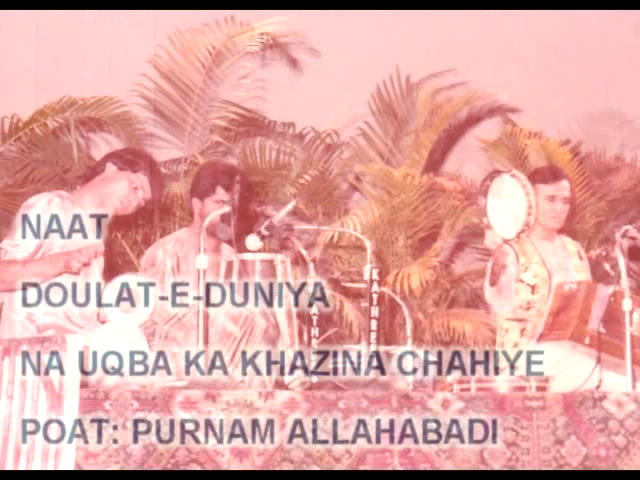 NAAT
DOULAT-E-DUNIYA
NA UQBA KA KHAZINA CHAHIYE
POAT: PURNAM ALLAHABADI